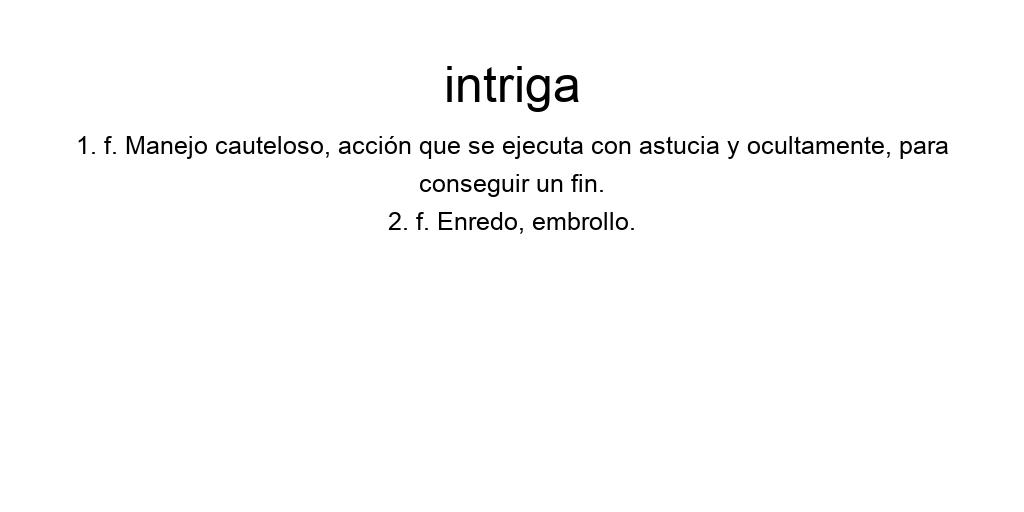 intriga
1. f. Manejo cauteloso, acción que se ejecuta con astucia y ocultamente, para
conseguir un fin.
2. f. Enredo, embrollo.